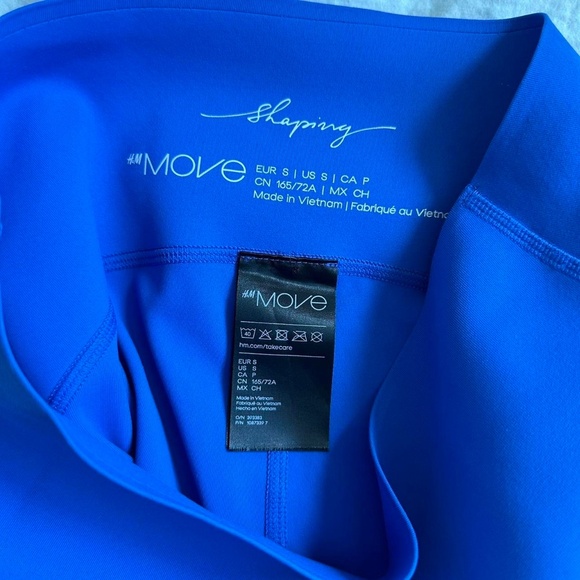 Shaping
H&M MOVE
EUR S | US S | CA P
CN 165/72A | MX CH
Made in Vietnam | Fabriqué au
H&M MOVE
40
hm.com/takecare
EUR S
US S
CA P
CN 165/72A
MX CH
Made in Vietnam
Fabriqué au Vietnam
Hecho en Vietnam